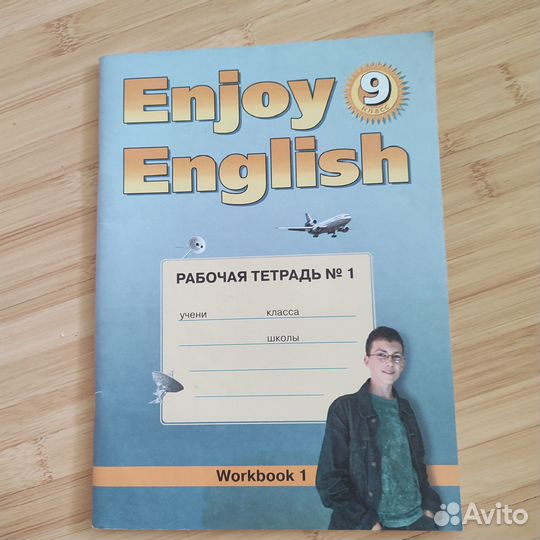 Enjoy
9
класс
English
РАБОЧАЯ ТЕТРАДЬ № 1
учени класса
школы
Workbook 1
Avito